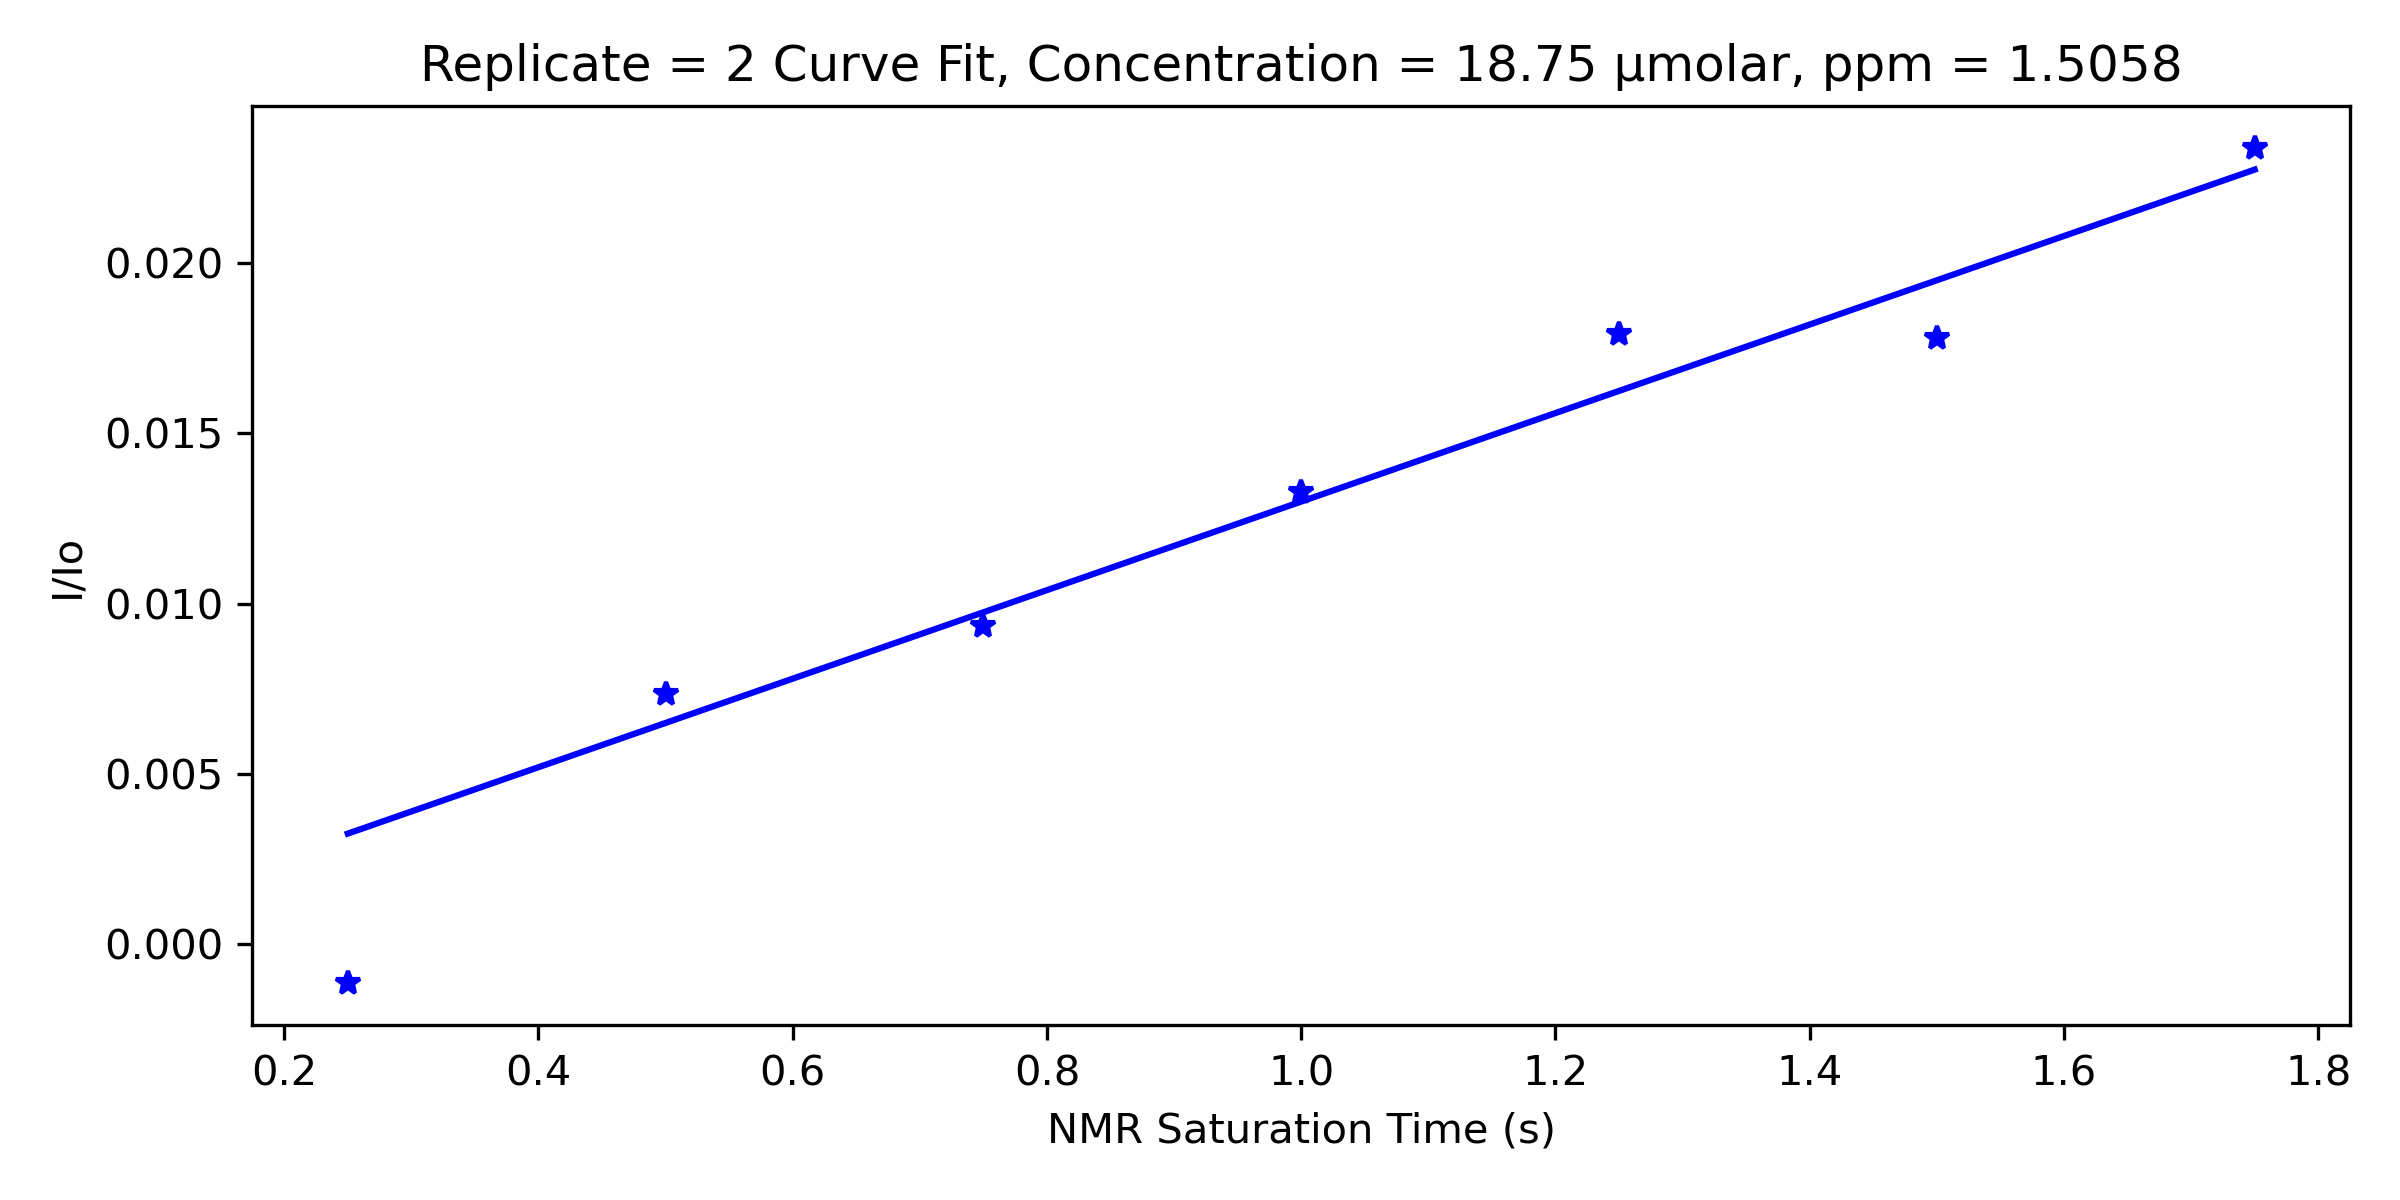 Replicate = 2 Curve Fit, Concentration = 18.75 μmolar, ppm = 1.5058
0.020
0.015
0.010
0.005
0.000
I/Io
0.2 0.4 0.6 0.8 1.0 1.2 1.4 1.6 1.8
NMR Saturation Time (s)